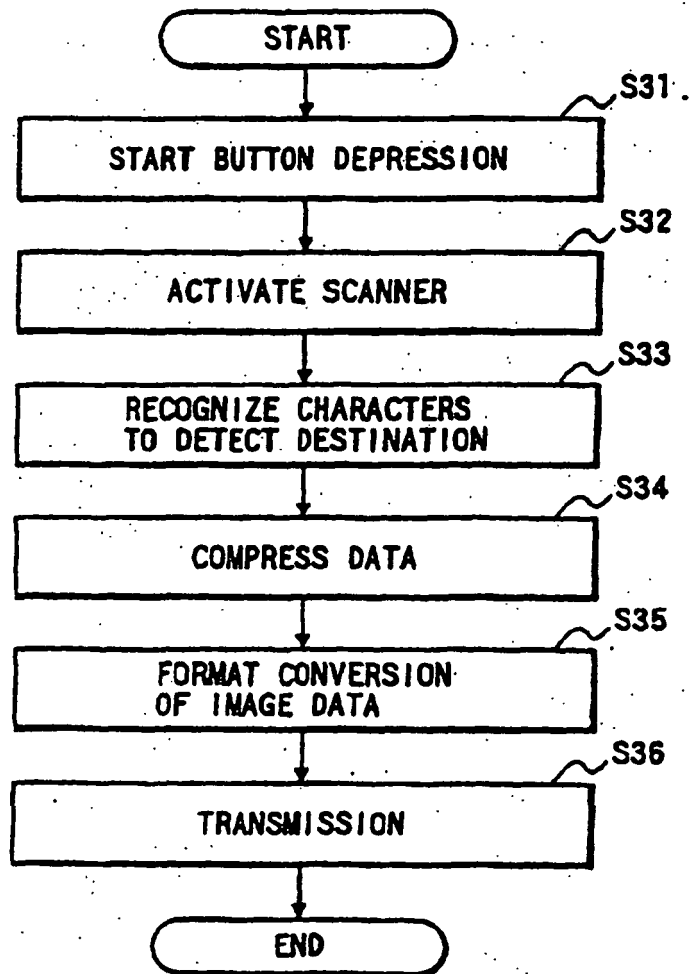 START
S31
START BUTTON DEPRESSION
S32
ACTIVATE SCANNER
S33
RECOGNIZE CHARACTERS
TO DETECT DESTINATION
S34
COMPRESS DATA
S35
FORMAT CONVERSION
OF IMAGE DATA
S36
TRANSMISSION
END